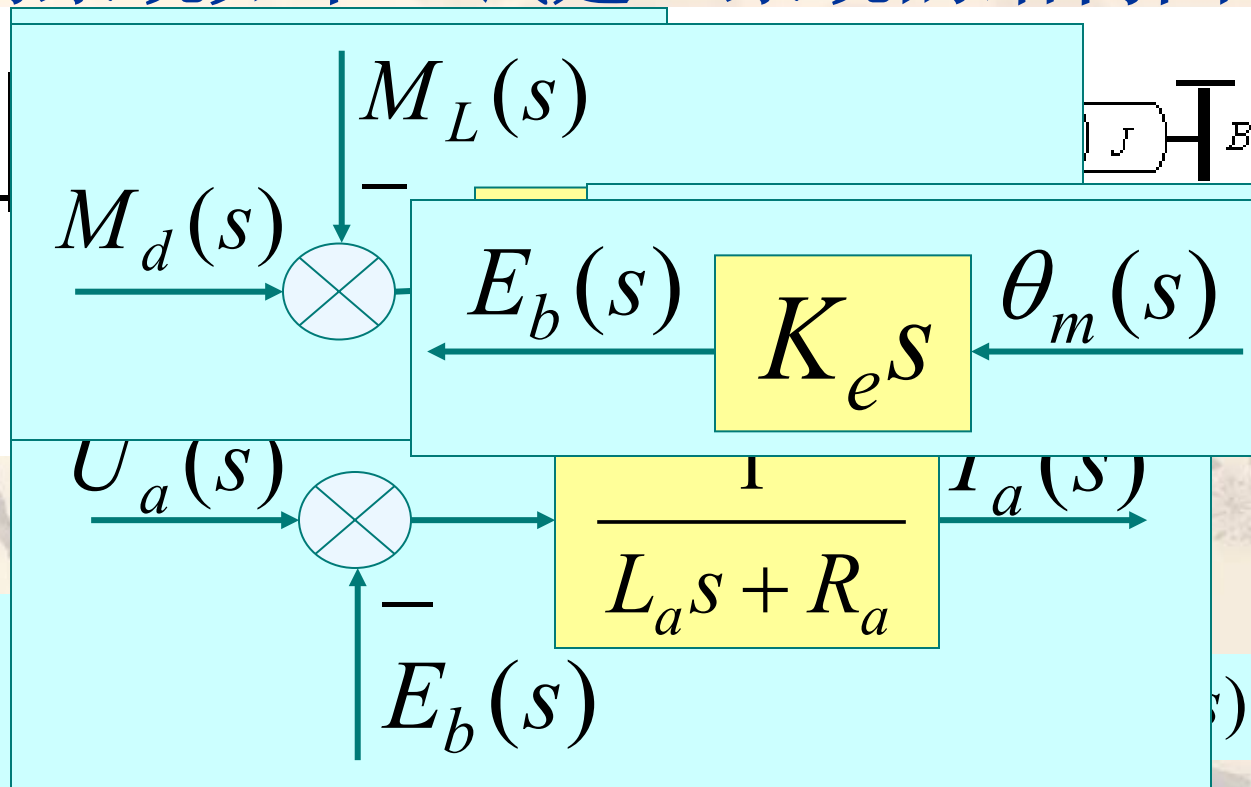 M_L(s)
J
B
M_d(s)
E_b(s)
K_e s
θ_m(s)
U_a(s)
1
I_a(s)
L_a s + R_a
E_b(s)
s)